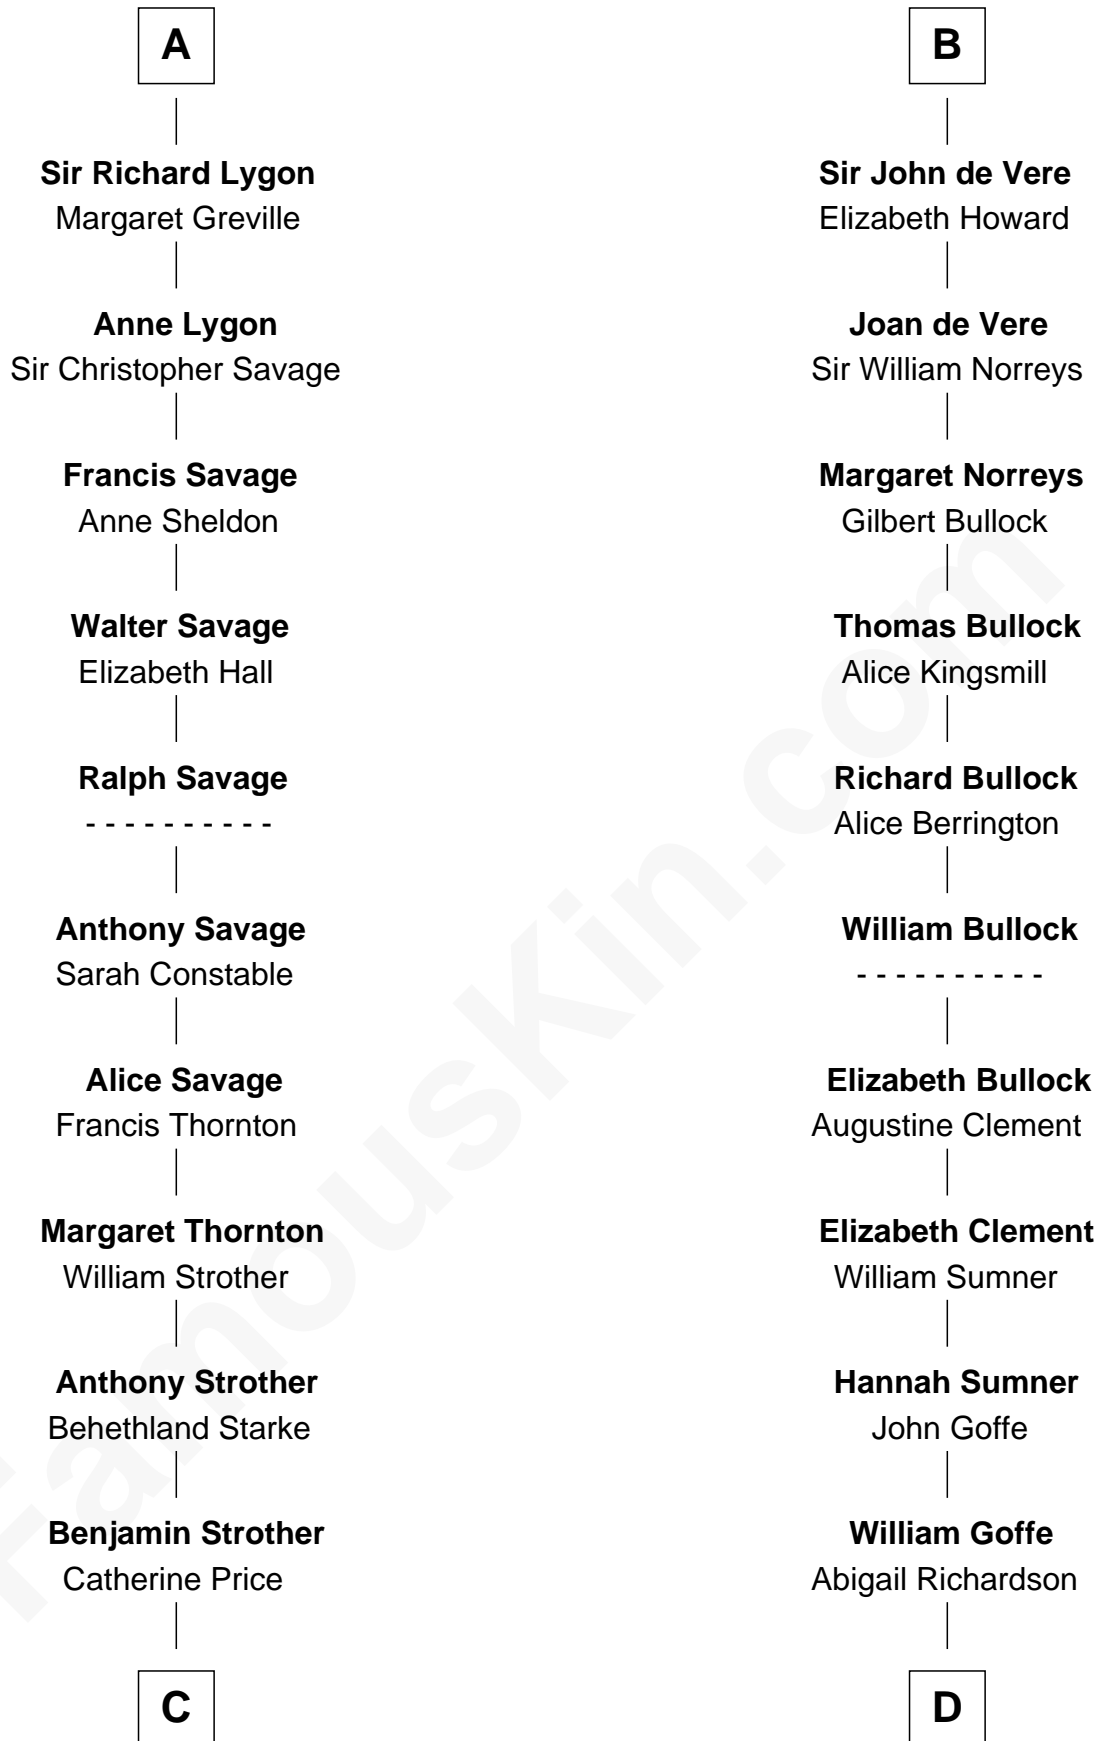 A
Sir Richard Lygon
Margaret Greville
Anne Lygon
Sir Christopher Savage
Francis Savage
Anne Sheldon
Walter Savage
Elizabeth Hall
Ralph Savage
- - - - - - - - - -
Anthony Savage
Sarah Constable
Alice Savage
Francis Thornton
Margaret Thornton
William Strother
Anthony Strother
Behethland Starke
Benjamin Strother
Catherine Price
C
B
Sir John de Vere
Elizabeth Howard
Joan de Vere
Sir William Norreys
Margaret Norreys
Gilbert Bullock
Thomas Bullock
Alice Kingsmill
Richard Bullock
Alice Berrington
William Bullock
- - - - - - - - - -
Elizabeth Bullock
Augustine Clement
Elizabeth Clement
William Sumner
Hannah Sumner
John Goffe
William Goffe
Abigail Richardson
D
FamousKin.com